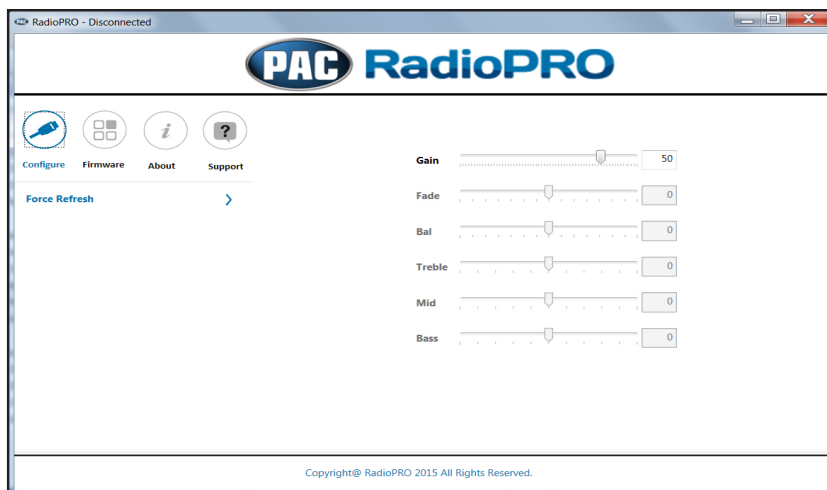 RadioPRO - Disconnected
PAC RadioPRO
Configure Firmware About Support
Force Refresh
Gain 50
Fade 0
Bal 0
Treble 0
Mid 0
Bass 0
Copyright@ RadioPRO 2015 All Rights Reserved.